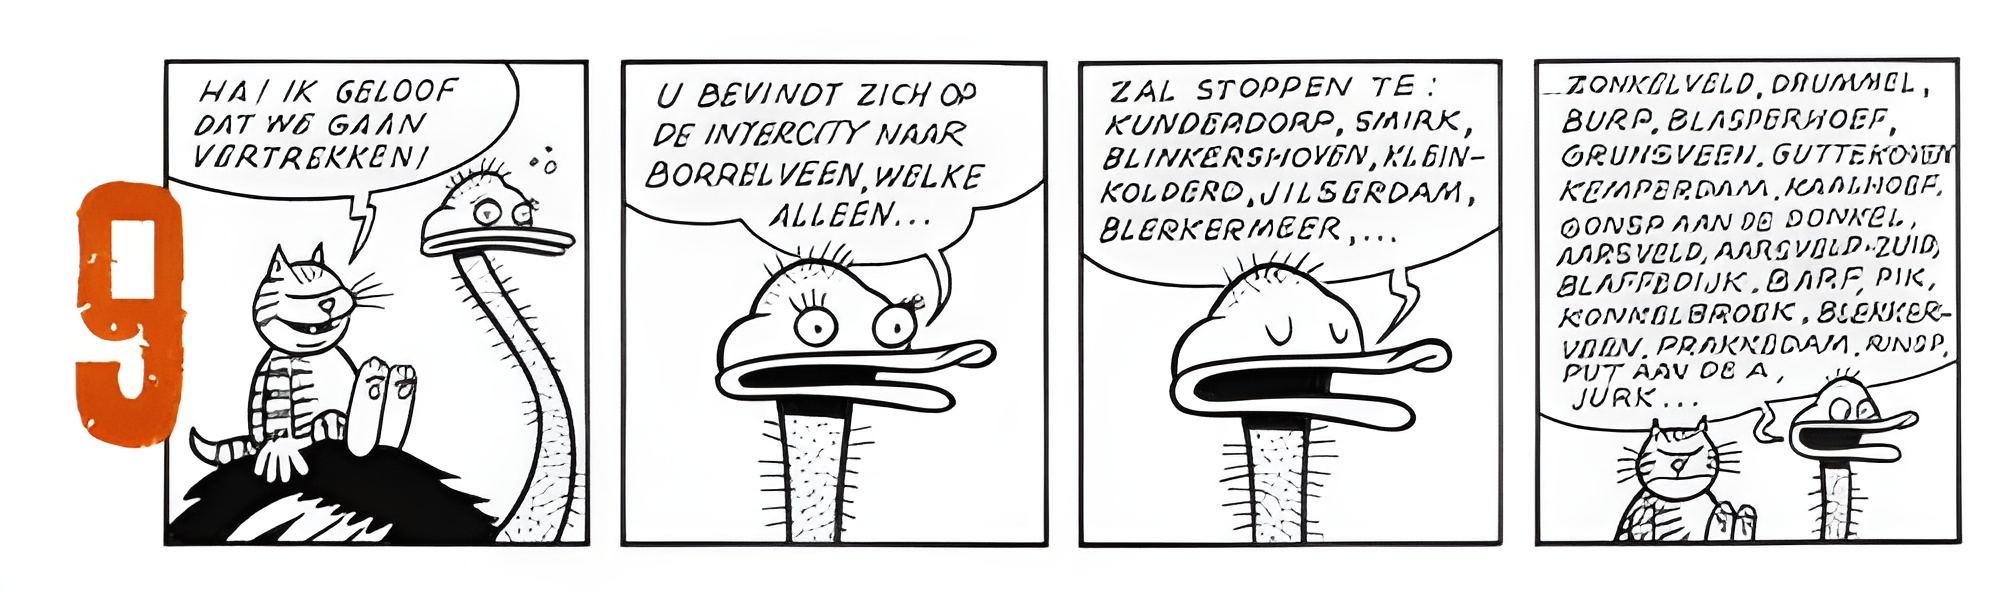 9
HA! IK GELOOF
DAT WE GAAN
VERTREKKEN!
U BEVINDT ZICH OP
DE INTERCITY NAAR
BORRELVEEN, WELKE
ALLEEN...
ZAL STOPPEN TE:
KUNDERDORP, SMIRK,
BLINKERSHOVEN, KLEIN-
KOLDERD, JILSERDAM,
BLERKERMEER,...
ZONKELVELD, DRUMMEL,
BURP, BLASPERHOEF,
GRUNSVEEN, GUTTEKOVEN
KEMPERDAM, KAALHOEF,
OONSP AAN DE DONKEL,
AARSVELD, AARSVELD-ZUID,
BLAFFEDIJK, BARF, PIK,
KONNELBROEK, BLEKKER-
VEEN, PRAKKEDAM, RINSP,
PUT AAN DE A,
JURK...